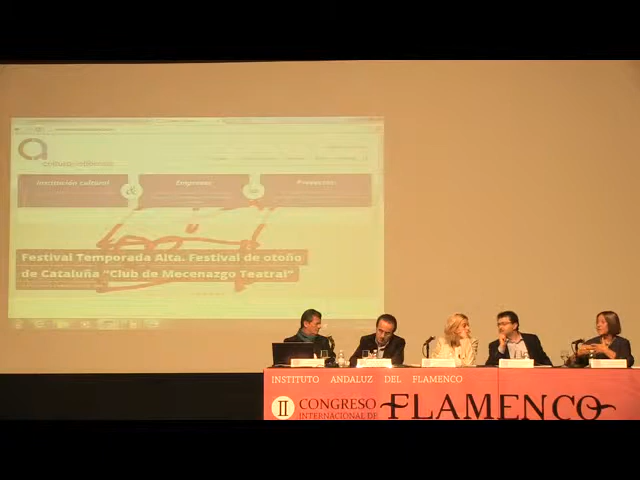 Institución cultural
Empresas
Proyectos
Festival Temporada Alta. Festival de otoño
de Cataluña "Club de Mecenazgo Teatral"
INSTITUTO ANDALUZ DEL FLAMENCO
II CONGRESO
INTERNACIONAL DE
FLAMENCO